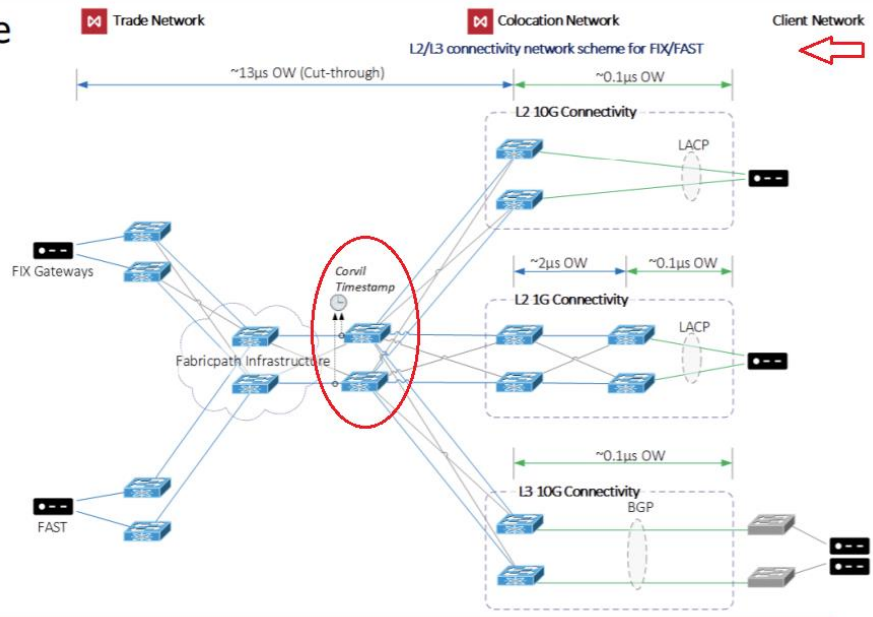 e
Trade Network
Colocation Network
Client Network
L2/L3 connectivity network scheme for FIX/FAST
~13μs OW (Cut-through)
~0.1μs OW
L2 10G Connectivity
LACP
FIX Gateways
Corvil
Timestamp
~2μs OW
~0.1μs OW
L2 1G Connectivity
LACP
Fabricpath Infrastructure
~0.1μs OW
L3 10G Connectivity
BGP
FAST